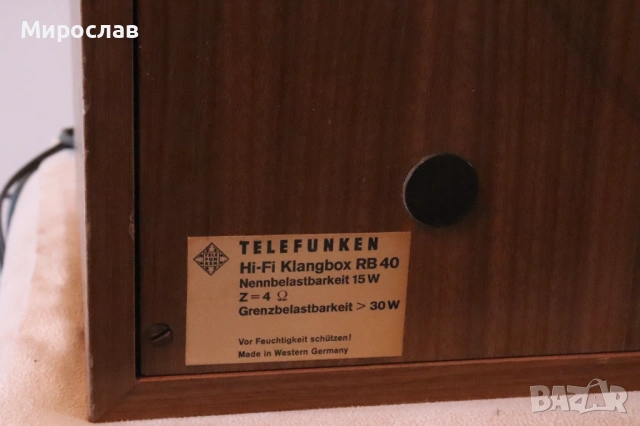 Мирослав
TELEFUNKEN
Hi-Fi Klangbox RB 40
Nennbelastbarkeit 15 W
Z = 4 Ω
Grenzbelastbarkeit > 30 W
Vor Feuchtigkeit schützen!
Made in Western Germany
BAZAR